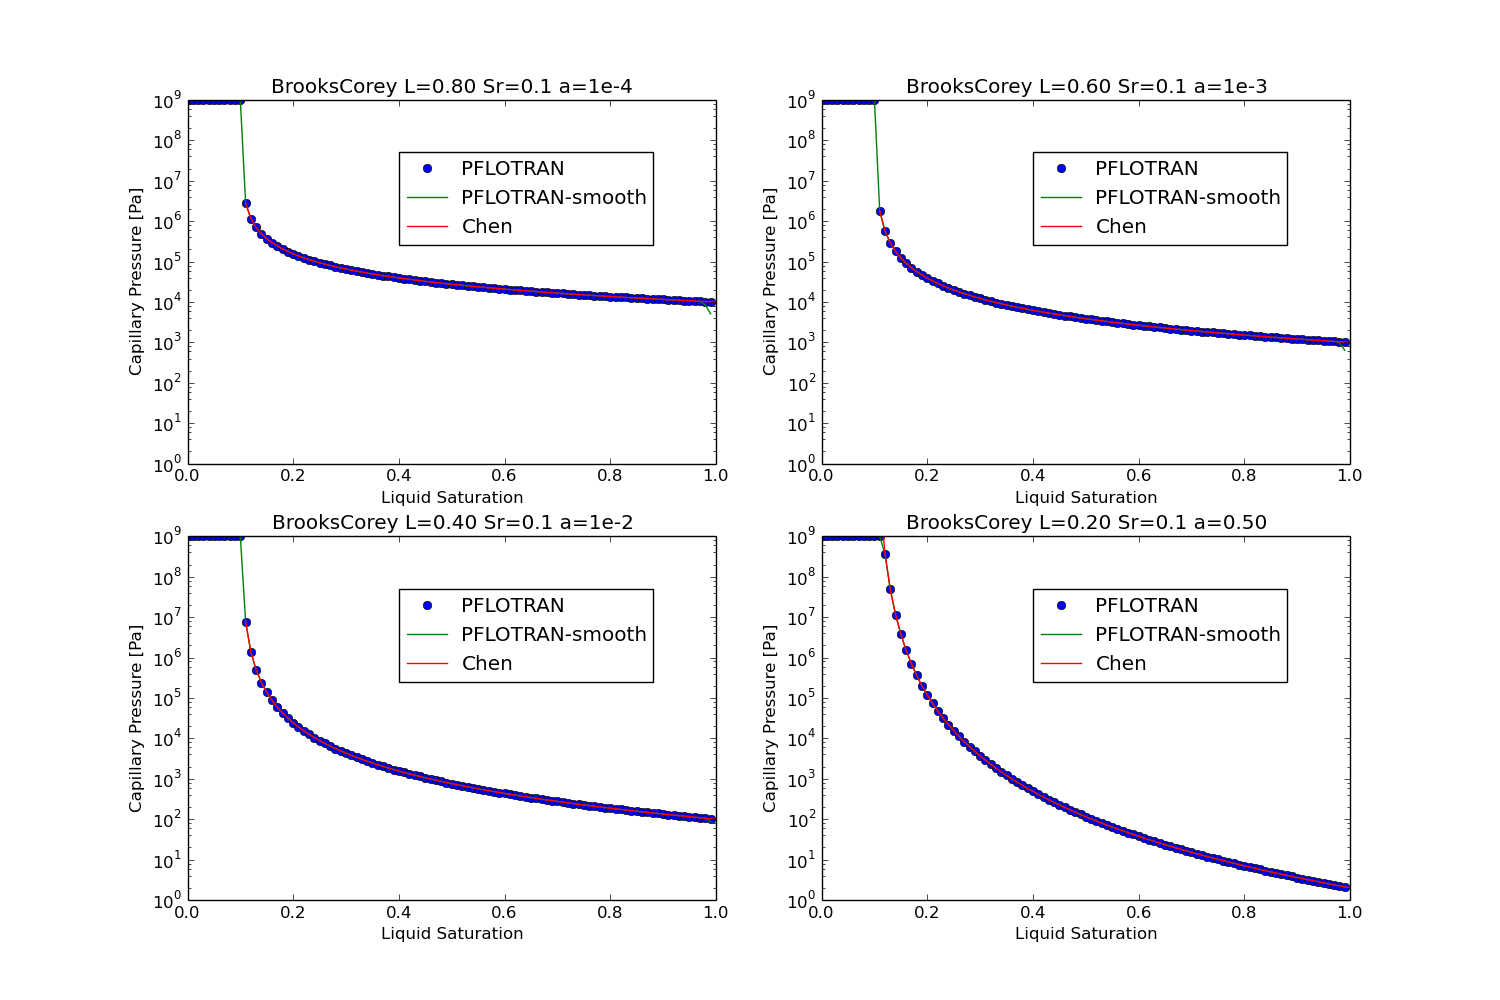 BrooksCorey L=0.80 Sr=0.1 a=1e-4
10^9
10^8
10^7
10^6
10^5
10^4
10^3
10^2
10^1
10^0
Capillary Pressure [Pa]
PFLOTRAN
PFLOTRAN-smooth
Chen
0.0 0.2 0.4 0.6 0.8 1.0
Liquid Saturation
BrooksCorey L=0.60 Sr=0.1 a=1e-3
10^9
10^8
10^7
10^6
10^5
10^4
10^3
10^2
10^1
10^0
Capillary Pressure [Pa]
PFLOTRAN
PFLOTRAN-smooth
Chen
0.0 0.2 0.4 0.6 0.8 1.0
Liquid Saturation
BrooksCorey L=0.40 Sr=0.1 a=1e-2
10^9
10^8
10^7
10^6
10^5
10^4
10^3
10^2
10^1
10^0
Capillary Pressure [Pa]
PFLOTRAN
PFLOTRAN-smooth
Chen
0.0 0.2 0.4 0.6 0.8 1.0
Liquid Saturation
BrooksCorey L=0.20 Sr=0.1 a=0.50
10^9
10^8
10^7
10^6
10^5
10^4
10^3
10^2
10^1
10^0
Capillary Pressure [Pa]
PFLOTRAN
PFLOTRAN-smooth
Chen
0.0 0.2 0.4 0.6 0.8 1.0
Liquid Saturation